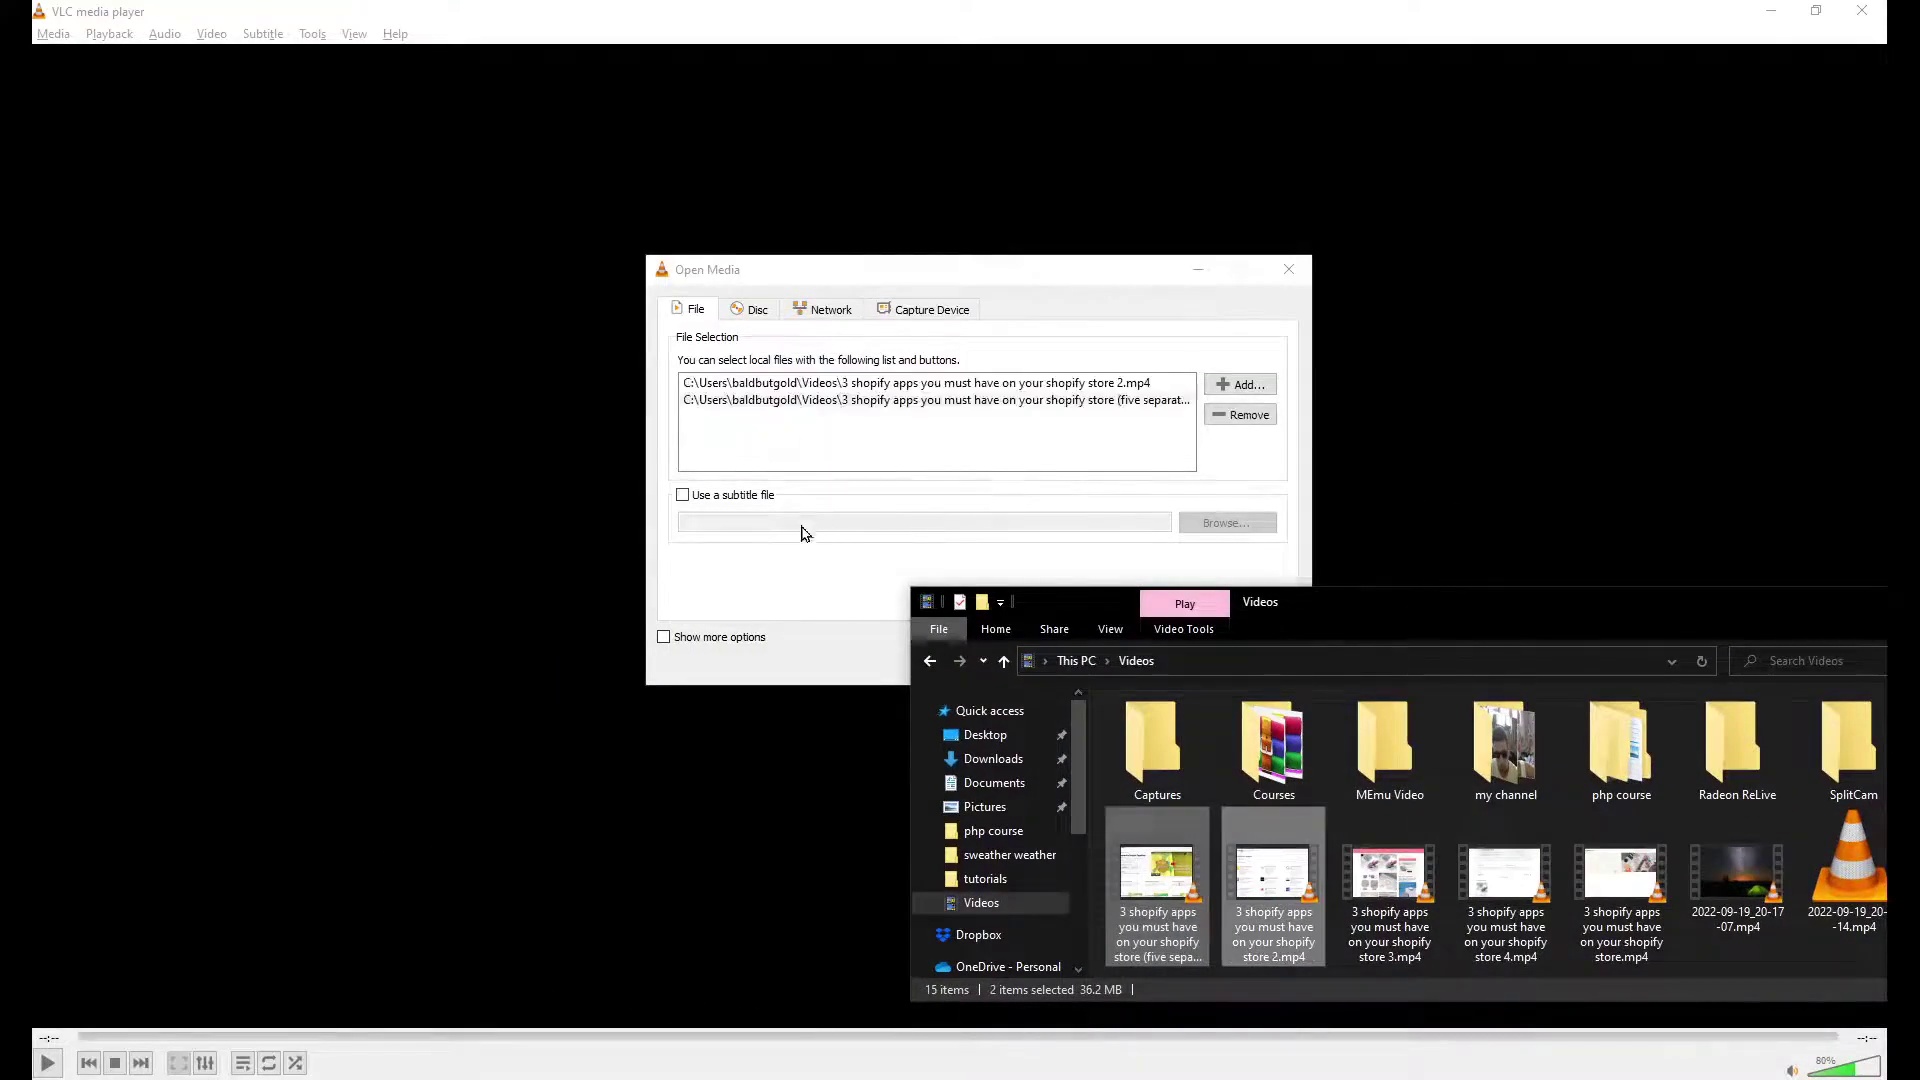 VLC media player
Media Playback Audio Video Subtitle Tools View Help
Open Media
File Disc Network Capture Device
File Selection
You can select local files with the following list and buttons.
C:\Users\baldbutgold\Videos\3 shopify apps you must have on your shopify store 2.mp4
C:\Users\baldbutgold\Videos\3 shopify apps you must have on your shopify store (five separat...
Add...
Remove
Use a subtitle file
Browse...
Show more options
Play Videos
File Home Share View Video Tools
This PC Videos
Search Videos
Quick access
Desktop
Downloads
Documents
Pictures
php course
sweather weather
tutorials
Videos
Dropbox
OneDrive - Personal
Captures
Courses
MEmu Video
my channel
php course
Radeon ReLive
SplitCam
3 shopify apps
you must have
on your shopify
store (five sepa...
3 shopify apps
you must have
on your shopify
store 2.mp4
3 shopify apps
you must have
on your shopify
store 3.mp4
3 shopify apps
you must have
on your shopify
store 4.mp4
3 shopify apps
you must have
on your shopify
store.mp4
2022-09-19_20-17
-07.mp4
2022-09-19_20-
-14.mp4
15 items 2 items selected 36.2 MB
--:-- --:--
80%